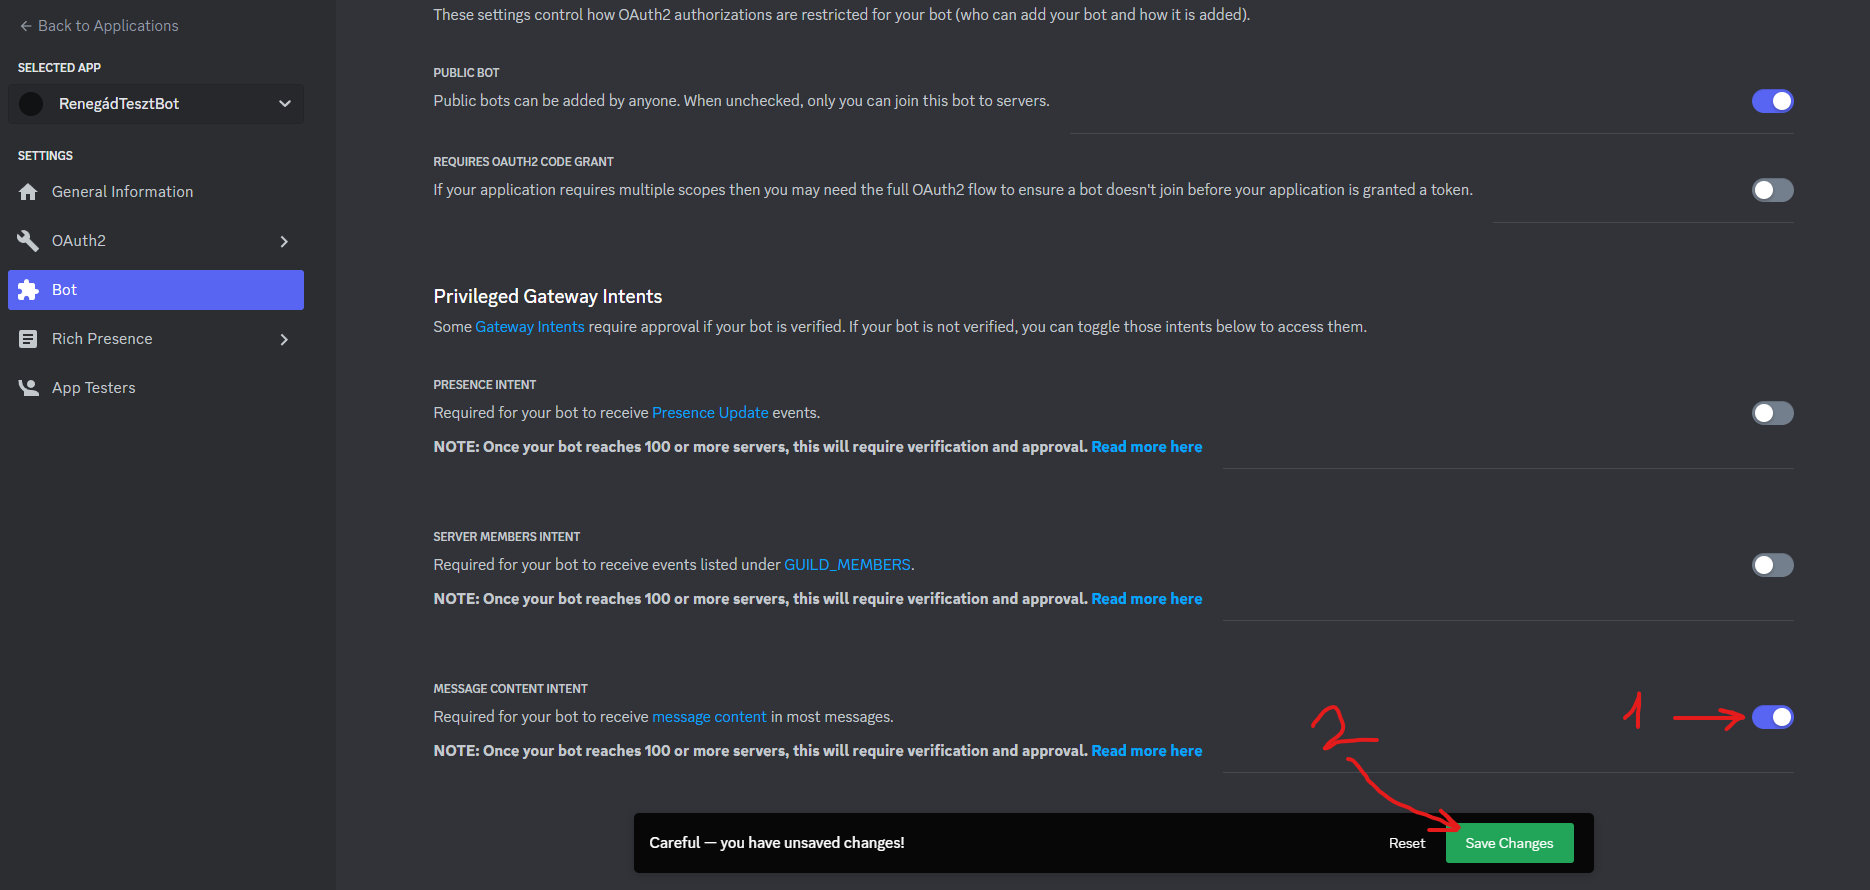 Back to Applications
SELECTED APP
RenegádTesztBot
SETTINGS
General Information
OAuth2
Bot
Rich Presence
App Testers
These settings control how OAuth2 authorizations are restricted for your bot (who can add your bot and how it is added).
PUBLIC BOT
Public bots can be added by anyone. When unchecked, only you can join this bot to servers.
REQUIRES OAUTH2 CODE GRANT
If your application requires multiple scopes then you may need the full OAuth2 flow to ensure a bot doesn't join before your application is granted a token.
Privileged Gateway Intents
Some Gateway Intents require approval if your bot is verified. If your bot is not verified, you can toggle those intents below to access them.
PRESENCE INTENT
Required for your bot to receive Presence Update events.
NOTE: Once your bot reaches 100 or more servers, this will require verification and approval. Read more here
SERVER MEMBERS INTENT
Required for your bot to receive events listed under GUILD_MEMBERS.
NOTE: Once your bot reaches 100 or more servers, this will require verification and approval. Read more here
MESSAGE CONTENT INTENT
Required for your bot to receive message content in most messages.
1
NOTE: Once your bot reaches 100 or more servers, this will require verification and approval. Read more here
2
Careful — you have unsaved changes!
Reset
Save Changes